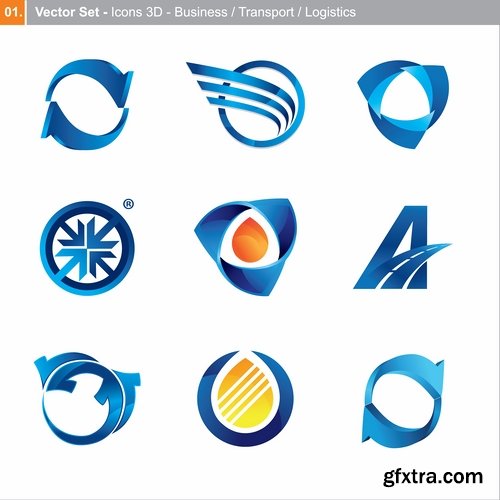 01. Vector Set - Icons 3D - Business / Transport / Logistics
®
A
gfxtra.com